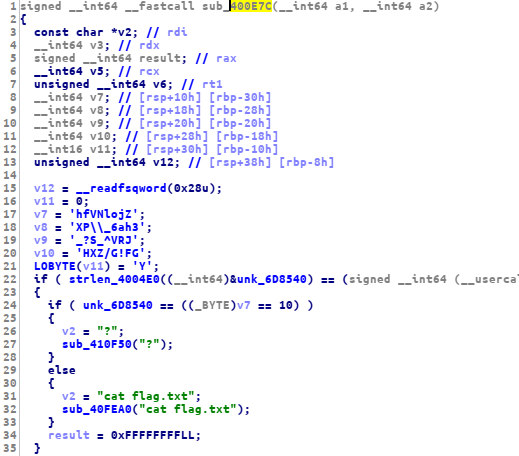 1 signed __int64 __fastcall sub_400E7C(__int64 a1, __int64 a2)
2 {
3 const char *v2; // rdi
4 __int64 v3; // rdx
5 signed __int64 result; // rax
6 __int64 v5; // rcx
7 unsigned __int64 v6; // rt1
8 __int64 v7; // [rsp+10h] [rbp-30h]
9 __int64 v8; // [rsp+18h] [rbp-28h]
10 __int64 v9; // [rsp+20h] [rbp-20h]
11 __int64 v10; // [rsp+28h] [rbp-18h]
12 __int16 v11; // [rsp+30h] [rbp-10h]
13 unsigned __int64 v12; // [rsp+38h] [rbp-8h]
14
15 v12 = __readfsqword(0x28u);
16 v11 = 0;
17 v7 = 'hfVNlojZ';
18 v8 = 'XP\\_6ah3';
19 v9 = '_?S_^VRJ';
20 v10 = 'HXZ/G!FG';
21 LOBYTE(v11) = 'Y';
22 if ( strlen_4004E0((__int64)&unk_6D8540) == (signed __int64 (__userca
23 {
24 if ( unk_6D8540 == ((_BYTE)v7 == 10) )
25 {
26 v2 = "?";
27 sub_410F50("?");
28 }
29 else
30 {
31 v2 = "cat flag.txt";
32 sub_40FEA0("cat flag.txt");
33 }
34 result = 0xFFFFFFFFLL;
35 }